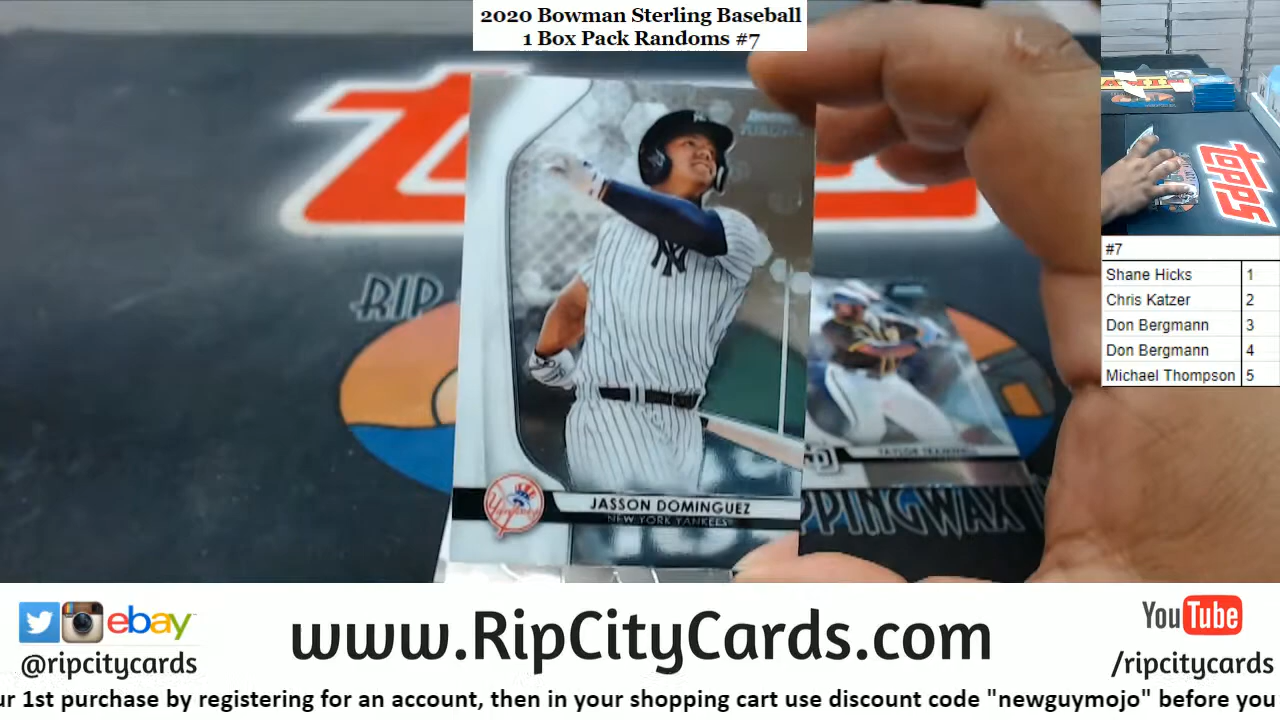 2020 Bowman Sterling Baseball
1 Box Pack Randoms #7
topps
#7
Shane Hicks 1
Chris Katzer 2
Don Bergmann 3
Don Bergmann 4
Michael Thompson 5
RIP
NY
JASSON DOMINGUEZ
NEW YORK YANKEES
PPINGWAX
ebay
www.RipCityCards.com
YouTube
@ripcitycards
/ripcitycards
ur 1st purchase by registering for an account, then in your shopping cart use discount code "newguymojo" before you